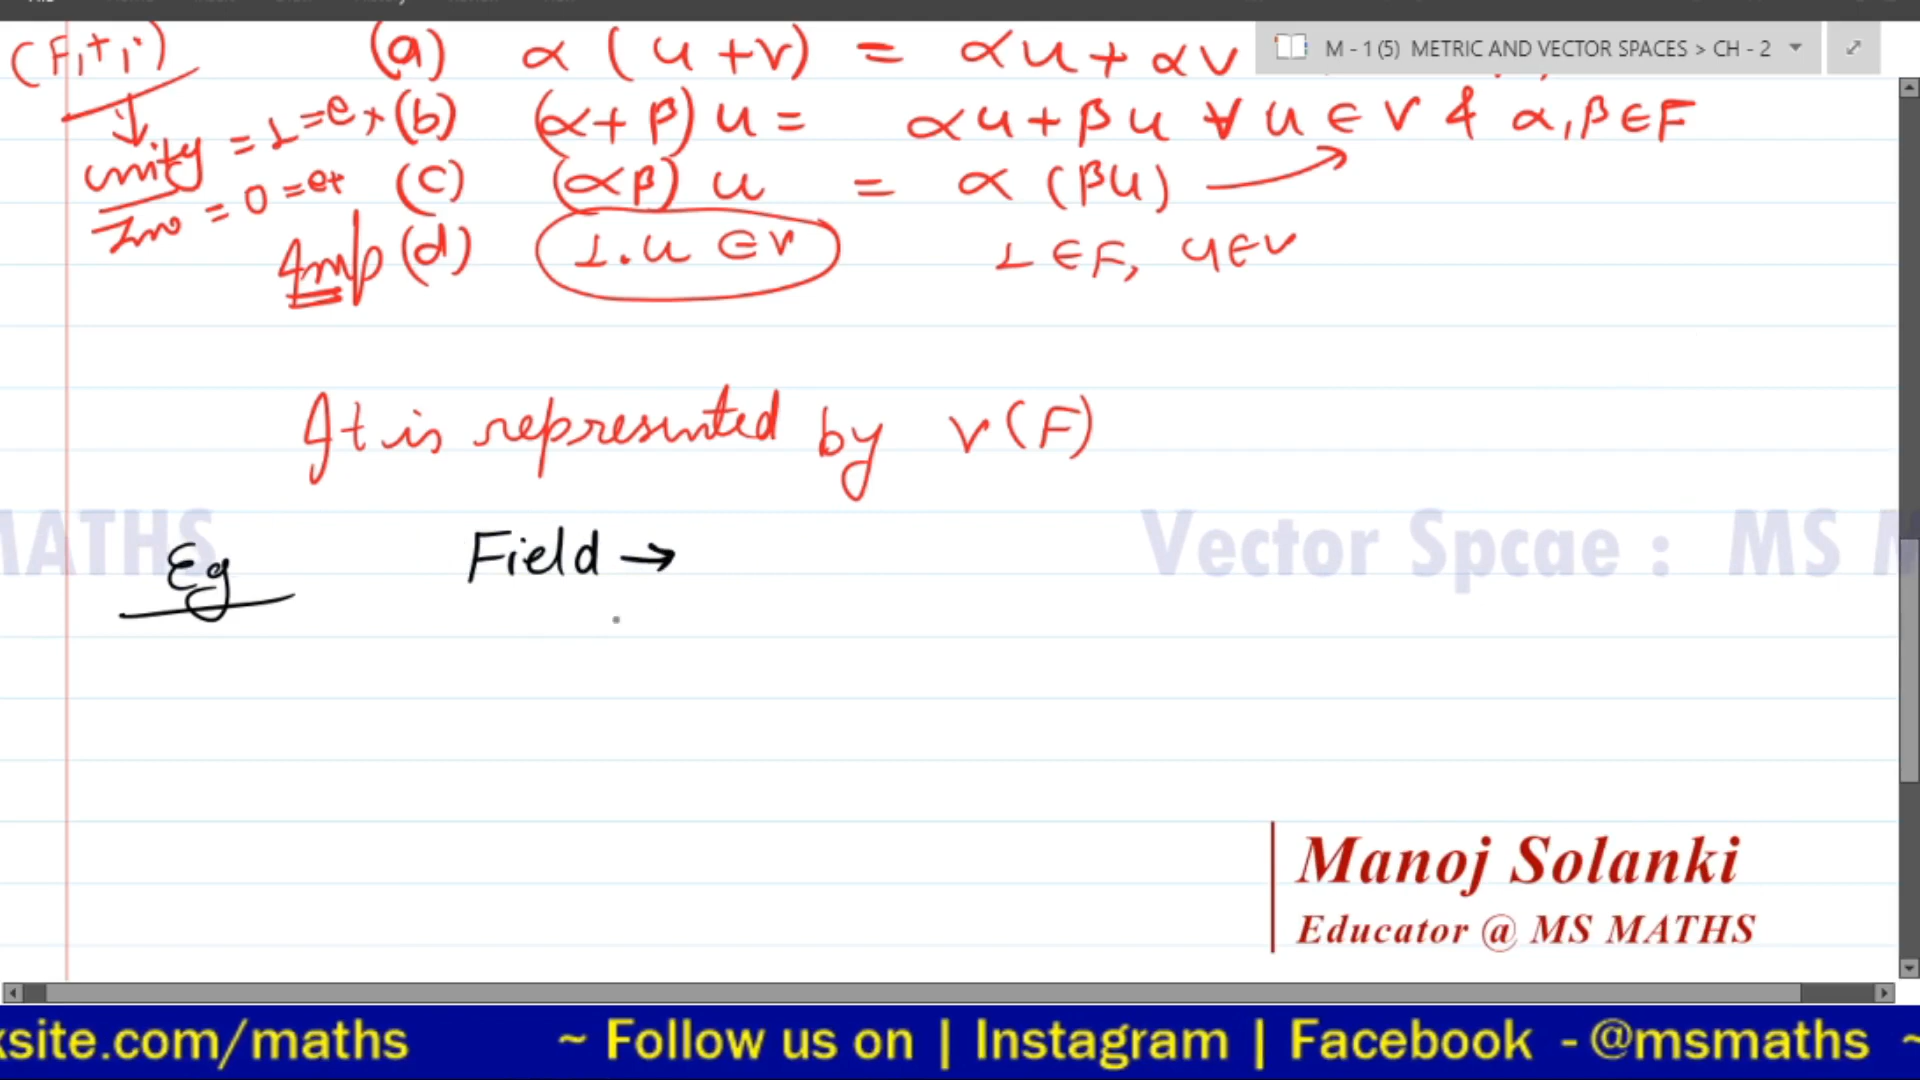 (F, +, ·) (a) α (u + v) = αu + αv
M - 1 (5) METRIC AND VECTOR SPACES > CH - 2
(b) (α + β) u = αu + βu ∀ u ∈ V & α, β ∈ F
unity = 1 = e×
(c) (αβ) u = α (βu)
Zero = 0 = e+
Imp (d) 1.u ∈ V 1 ∈ F, u ∈ V
It is represented by V(F)
MATHS Vector Spcae : MS M
Eg Field →
Manoj Solanki
Educator @ MS MATHS
xsite.com/maths ~ Follow us on | Instagram | Facebook - @msmaths ~